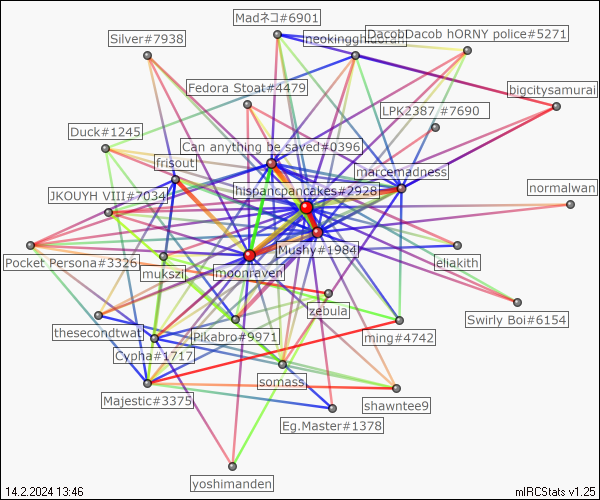 Madネコ#6901
Silver#7938
neokingghidorah
DacobDacob hORNY police#5271
Fedora Stoat#4479
bigcitysamurai
LPK2387 #7690
Duck#1245
Can anything be saved#0396
frisout
marcemadness
JKOUYH VIII#7034
hispancpancakes#2928
normalwan
Mushy#1984
Pocket Persona#3326
mukszi
moonraven
eliakith
zebula
Swirly Boi#6154
thesecondtwat
Pikabro#9971
ming#4742
Cypha#1717
somass
Majestic#3375
shawntee9
Eg.Master#1378
yoshimanden
14.2.2024 13:46
mIRCStats v1.25